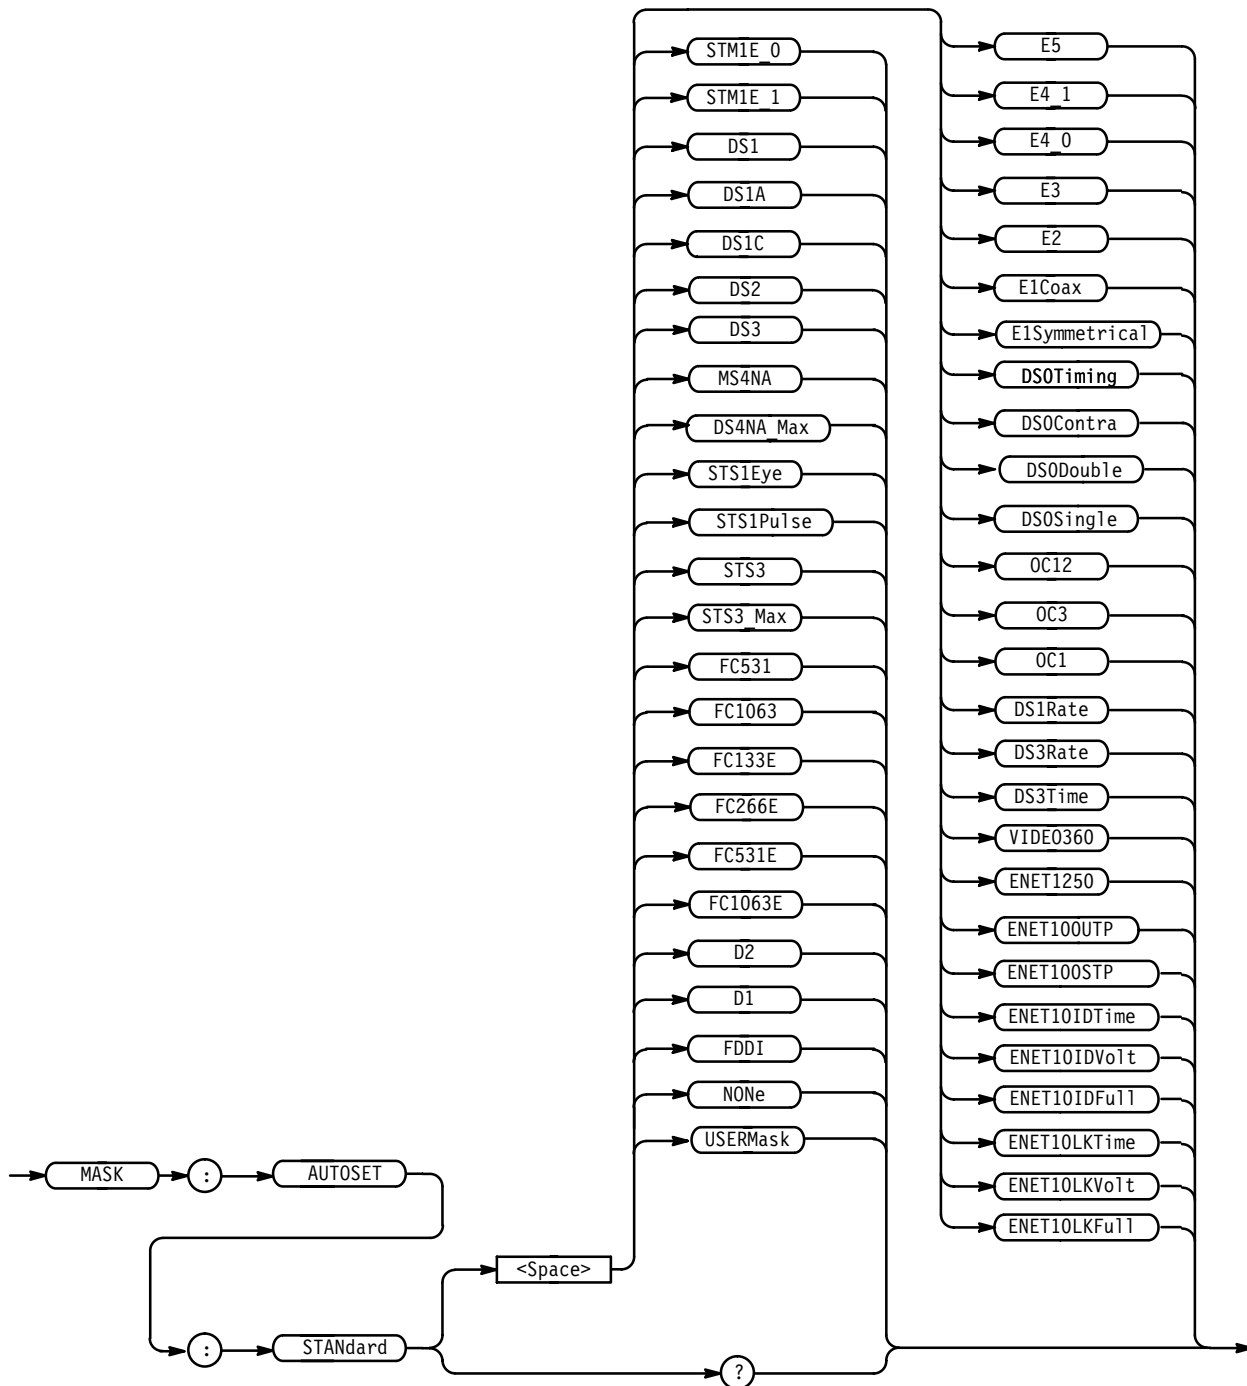 STM1E_0
STM1E_1
DS1
DS1A
DS1C
DS2
DS3
MS4NA
DS4NA_Max
STS1Eye
STS1Pulse
STS3
STS3_Max
FC531
FC1063
FC133E
FC266E
FC531E
FC1063E
D2
D1
FDDI
NONe
USERMask
E5
E4_1
E4_0
E3
E2
E1Coax
E1Symmetrical
DS0Timing
DS0Contra
DS0Double
DS0Single
OC12
OC3
OC1
DS1Rate
DS3Rate
DS3Time
VIDEO360
ENET1250
ENET100UTP
ENET100STP
ENET10IDTime
ENET10IDVolt
ENET10IDFull
ENET10LKTime
ENET10LKVolt
ENET10LKFull
MASK : AUTOSET
<Space>
: STANdard
?